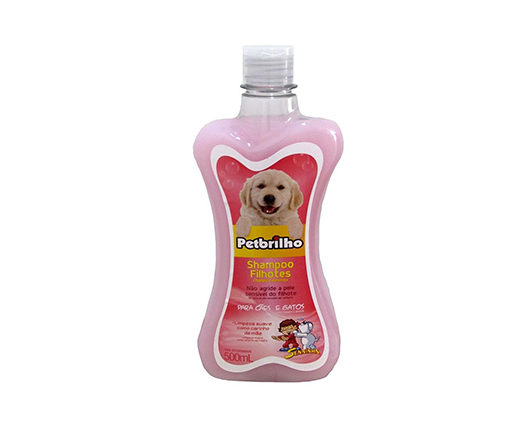 Petbrilho
Shampoo
Filhotes
Não agride a pele
sensível do filhote
PARA CÃES E GATOS
Limpeza suave
como carinho
de mãe
500mL